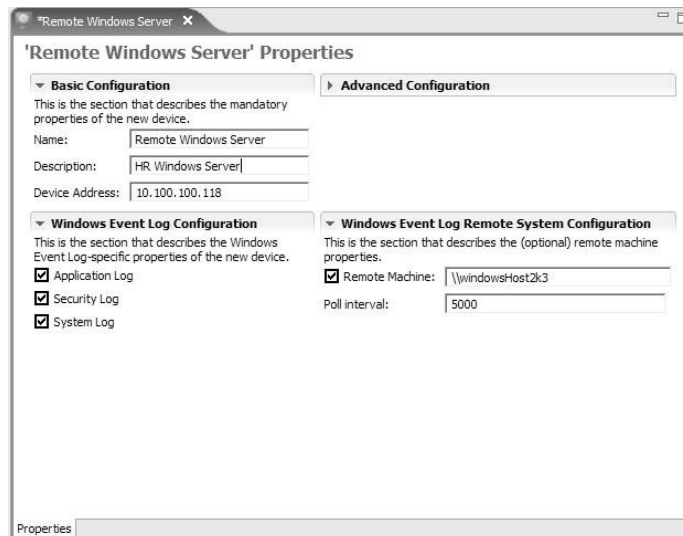 *Remote Windows Server
'Remote Windows Server' Properties
Basic Configuration
This is the section that describes the mandatory
properties of the new device.
Name: Remote Windows Server
Description: HR Windows Server
Device Address: 10.100.100.118
Advanced Configuration
Windows Event Log Configuration
This is the section that describes the Windows
Event Log-specific properties of the new device.
Application Log
Security Log
System Log
Windows Event Log Remote System Configuration
This is the section that describes the (optional) remote machine
properties.
Remote Machine: \\windowsHost2k3
Poll interval: 5000
Properties